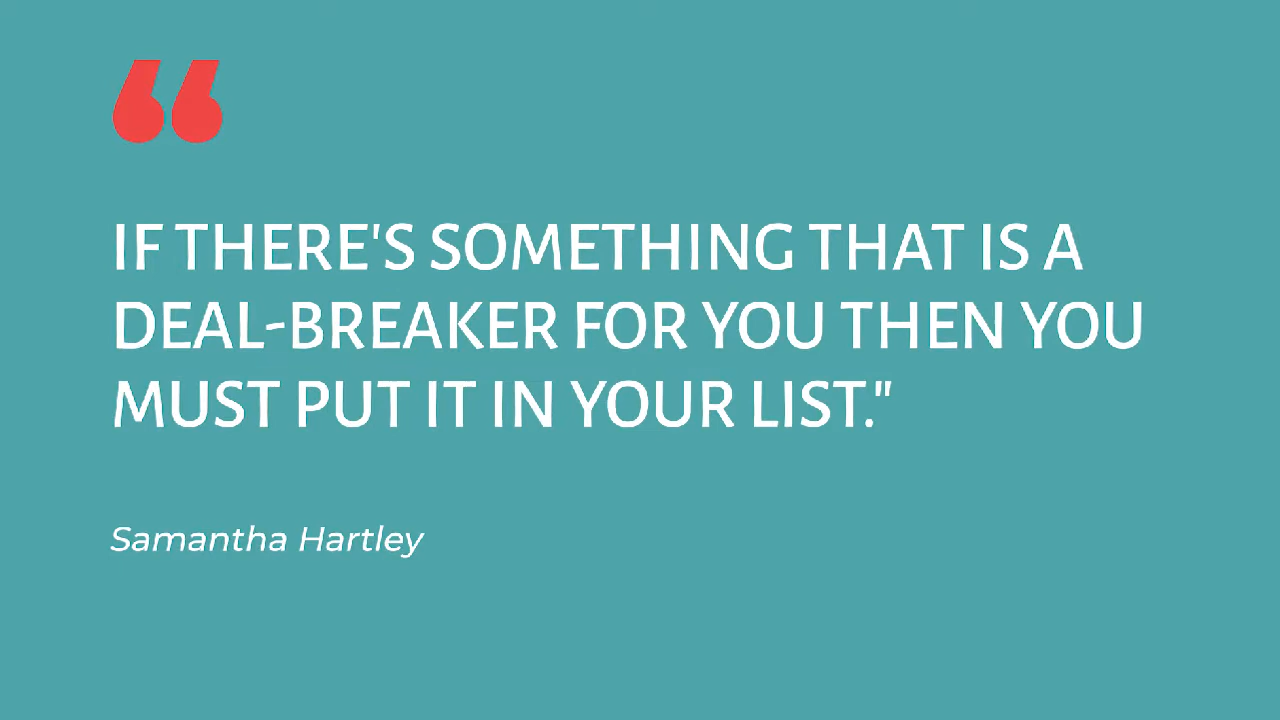 “
IF THERE'S SOMETHING THAT IS A
DEAL-BREAKER FOR YOU THEN YOU
MUST PUT IT IN YOUR LIST."
Samantha Hartley